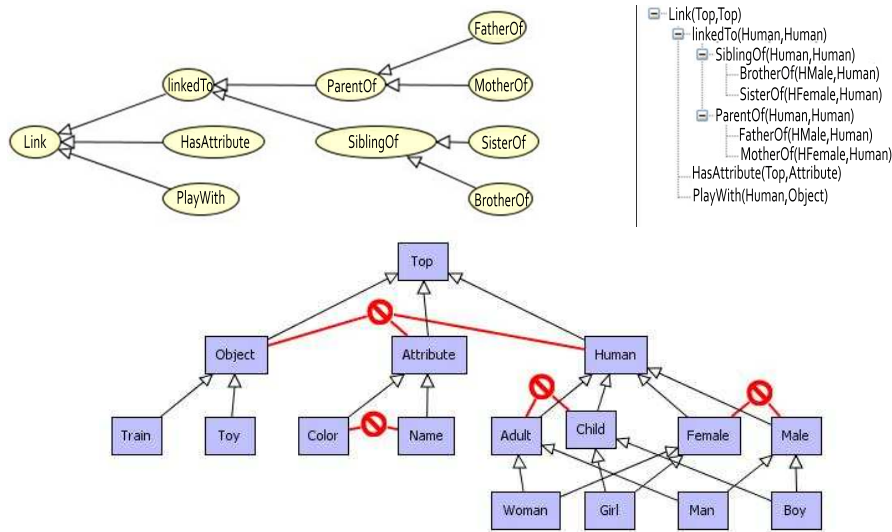 FatherOf
linkedTo
ParentOf
MotherOf
Link
HasAttribute
SiblingOf
SisterOf
PlayWith
BrotherOf
Link(Top,Top)
linkedTo(Human,Human)
SiblingOf(Human,Human)
BrotherOf(HMale,Human)
SisterOf(HFemale,Human)
ParentOf(Human,Human)
FatherOf(HMale,Human)
MotherOf(HFemale,Human)
HasAttribute(Top,Attribute)
PlayWith(Human,Object)
Top
Object
Attribute
Human
Train
Toy
Color
Name
Adult
Child
Female
Male
Woman
Girl
Man
Boy